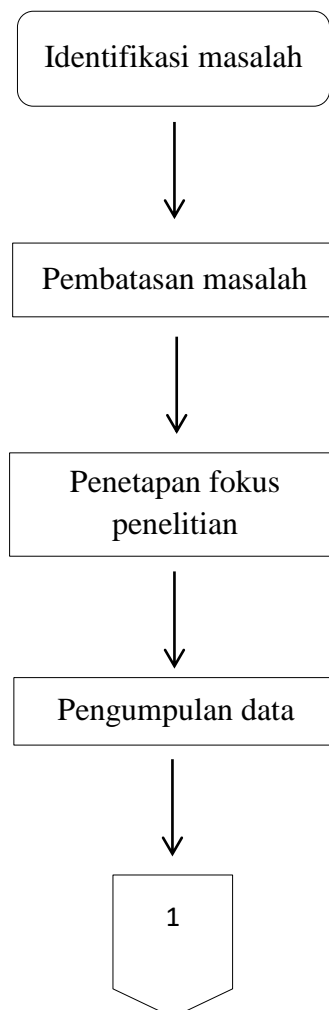 Identifikasi masalah
Pembatasan masalah
Penetapan fokus
penelitian
Pengumpulan data
1